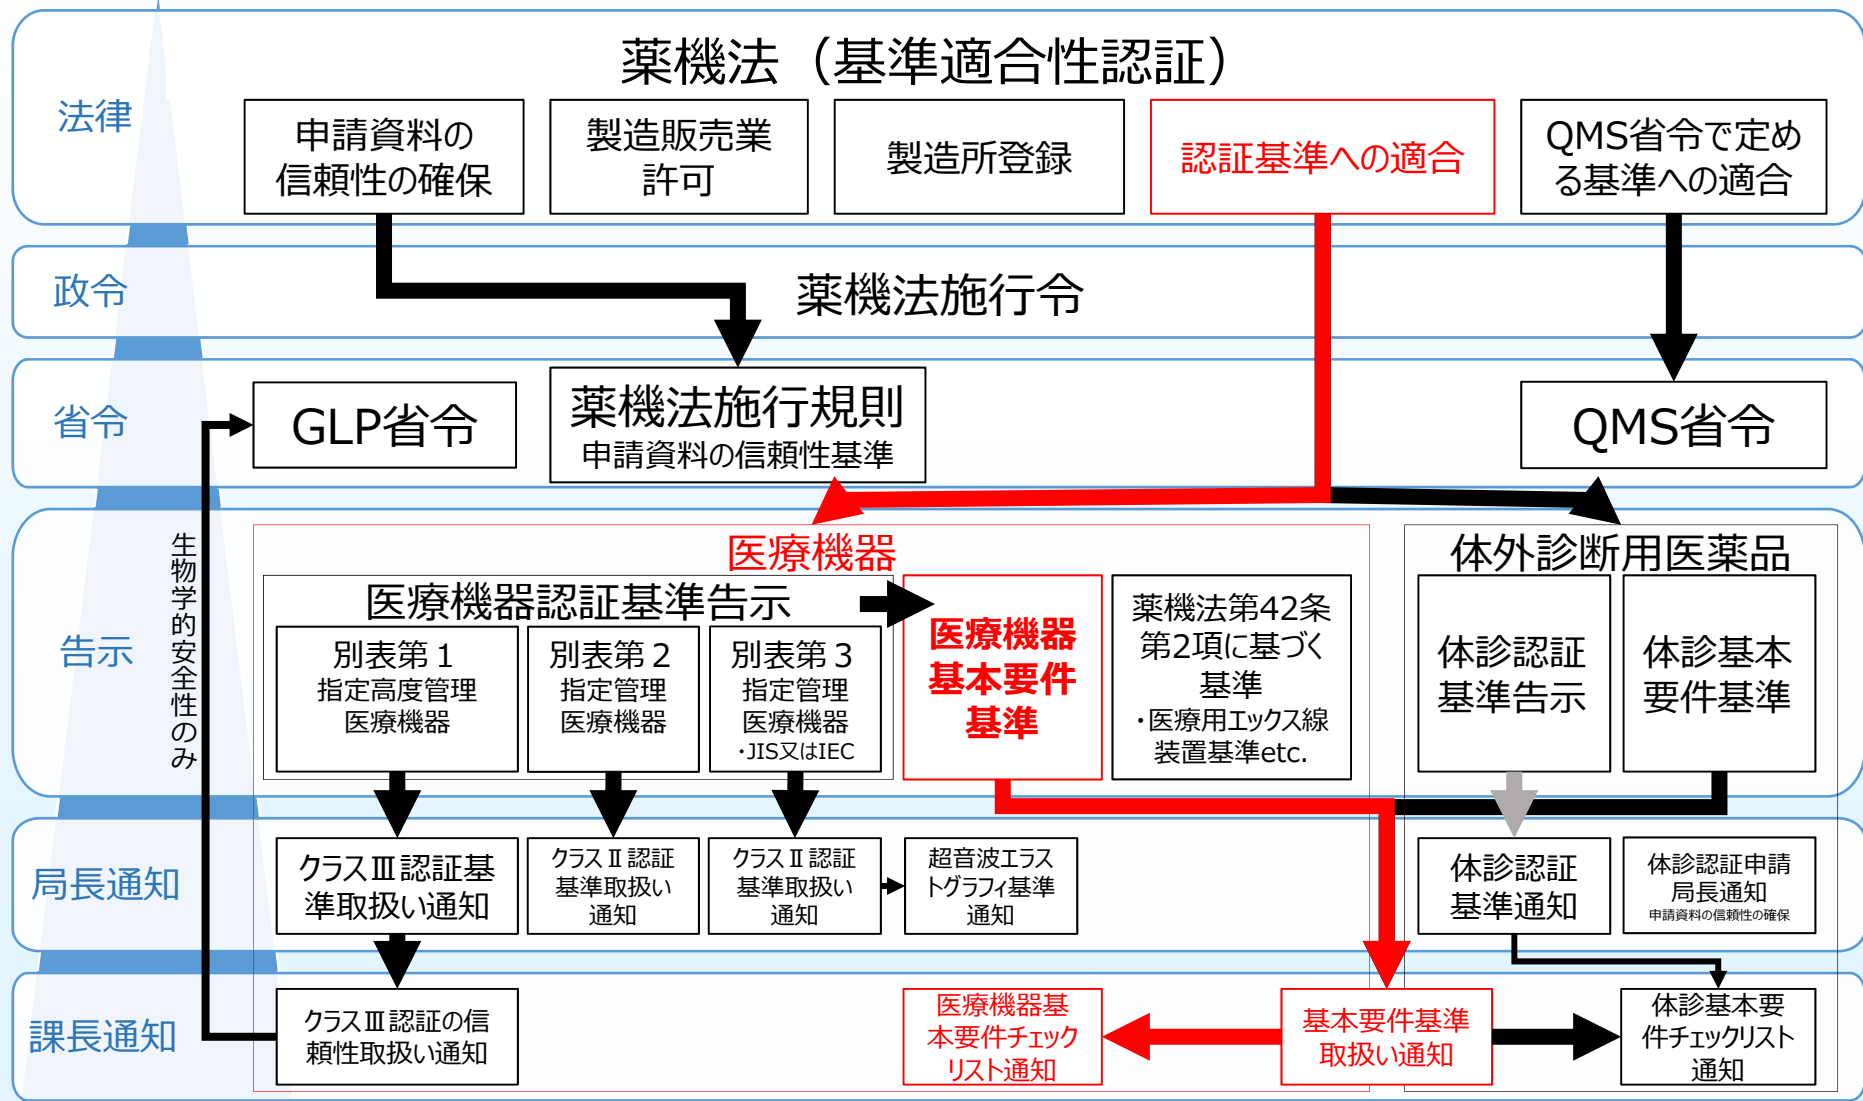 薬機法（基準適合性認証）
法律
申請資料の
信頼性の確保
製造販売業
許可
製造所登録
認証基準への適合
QMS省令で定め
る基準への適合
政令
薬機法施行令
省令
GLP省令
薬機法施行規則
申請資料の信頼性基準
QMS省令
告示
生物学的安全性のみ
医療機器
医療機器認証基準告示
別表第１
指定高度管理
医療機器
別表第２
指定管理
医療機器
別表第３
指定管理
医療機器
・JIS又はIEC
医療機器
基本要件
基準
薬機法第42条
第2項に基づく
基準
・医療用エックス線
装置基準etc.
体外診断用医薬品
体診認証
基準告示
体診基本
要件基準
局長通知
クラスⅢ認証基
準取扱い通知
クラスⅡ認証
基準取扱い
通知
クラスⅡ認証
基準取扱い
通知
超音波エラス
トグラフィ基準
通知
体診認証
基準通知
体診認証申請
局長通知
申請資料の信頼性の確保
課長通知
クラスⅢ認証の信
頼性取扱い通知
医療機器基
本要件チェック
リスト通知
基本要件基準
取扱い通知
体診基本要
件チェックリスト
通知